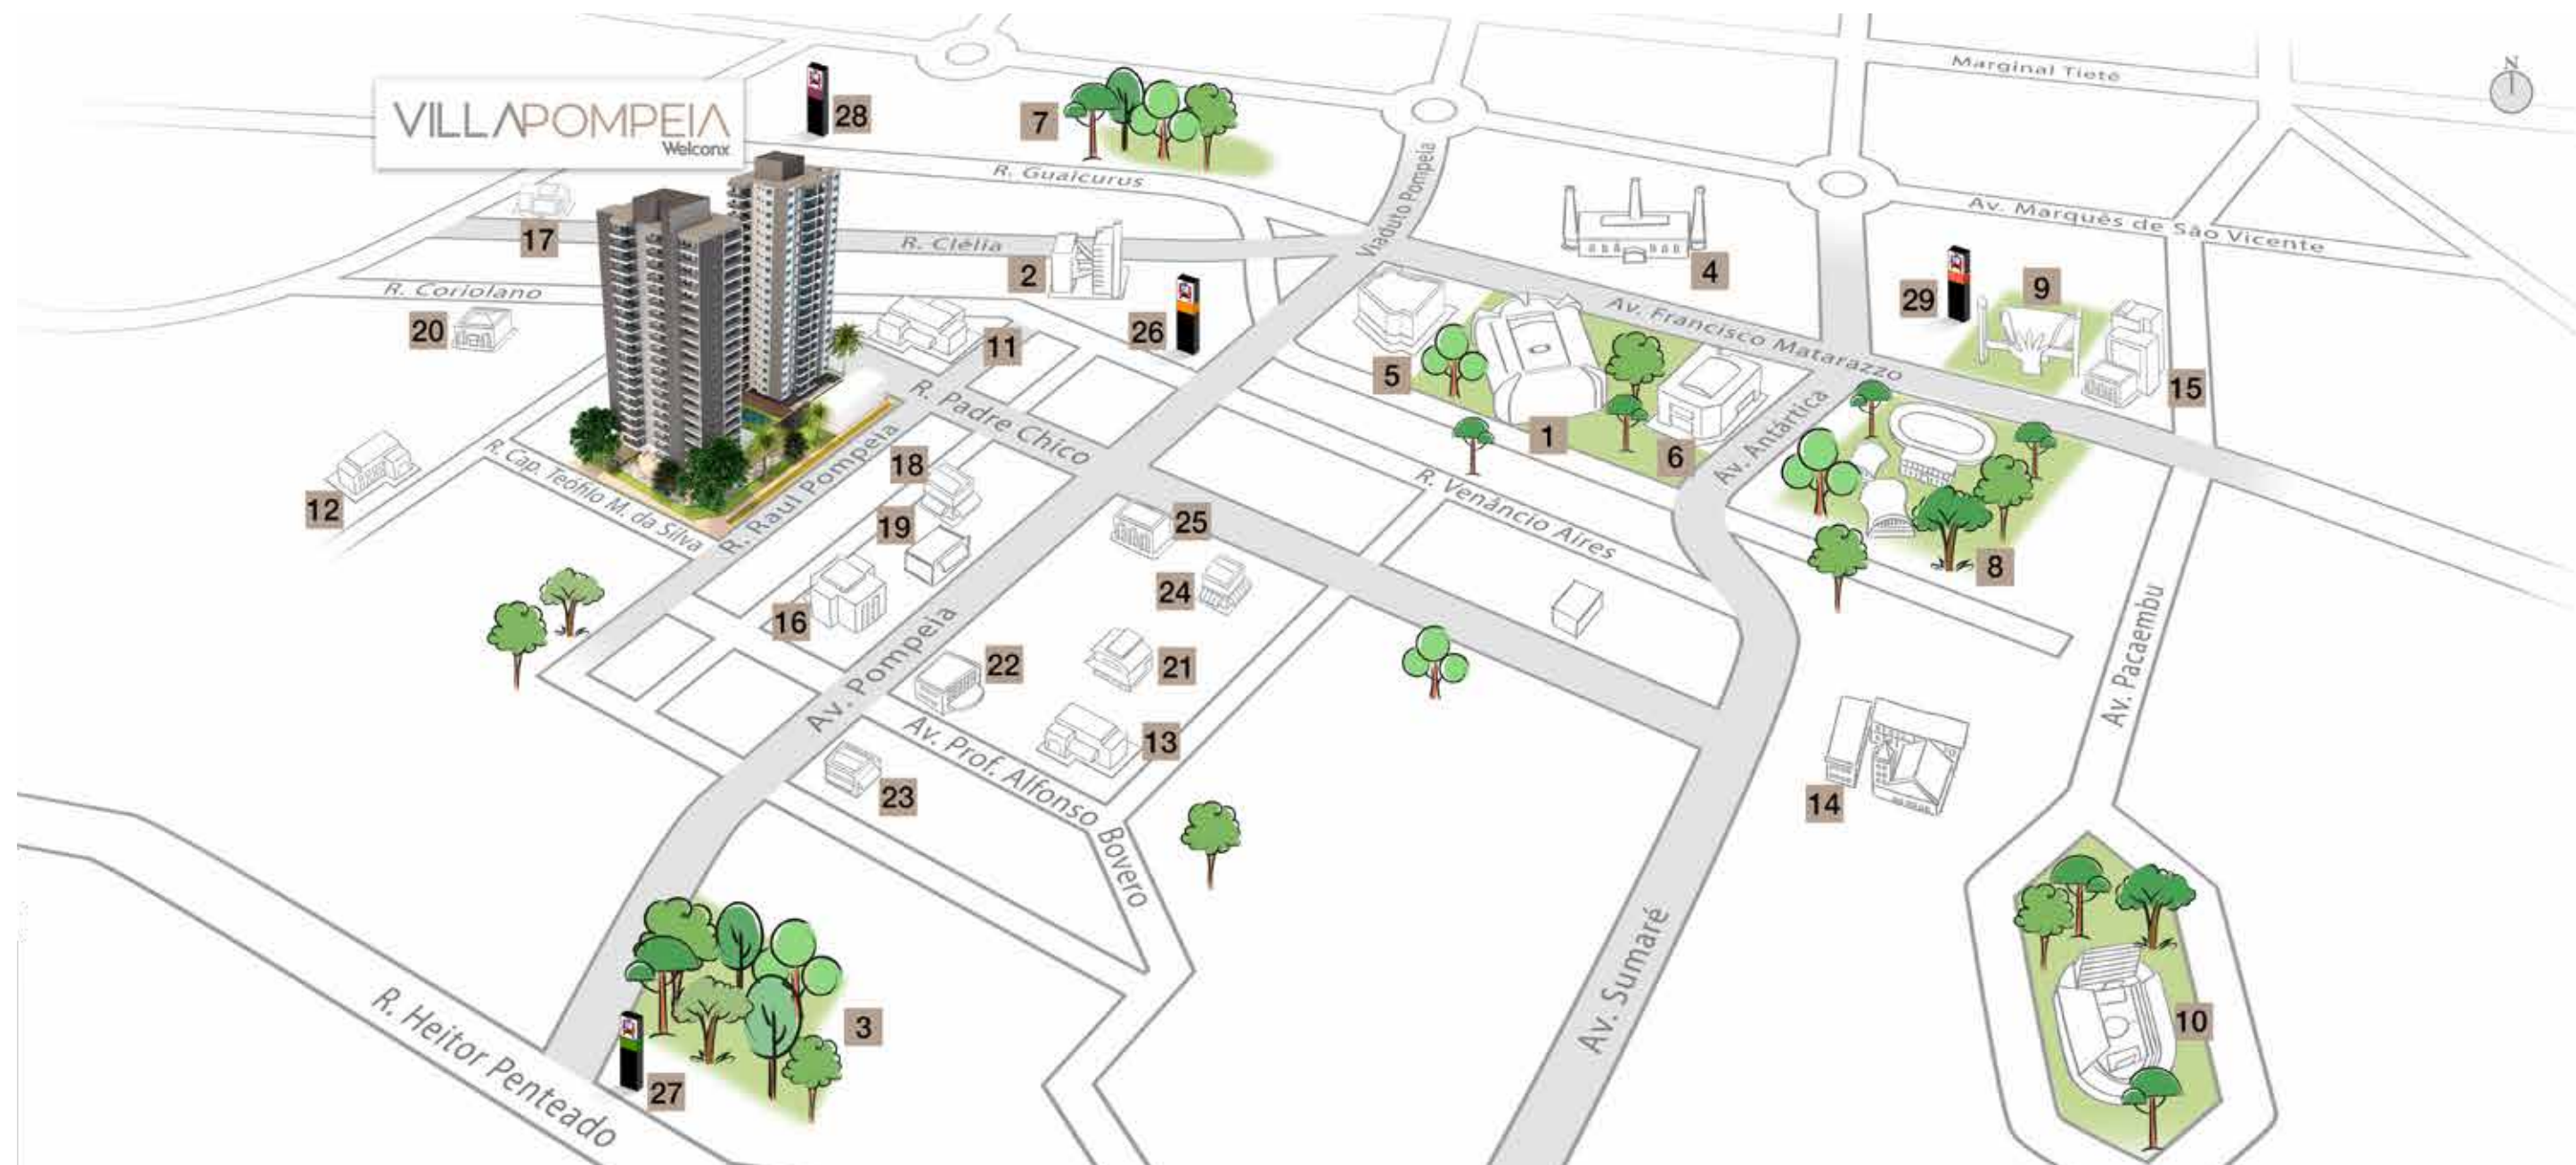 N
Marginal Tietê
VILLAPOMPEIA
Welconx
28
7
R. Guaicurus
Viaduto Pompeia
4
Av. Marquês de São Vicente
17
R. Clélia
2
R. Coriolano
20
11
26
5
Av. Francisco Matarazzo
29
9
15
R. Padre Chico
1
6
Av. Antártica
12
R. Cap. Teófilo M. da Silva
R. Raul Pompeia
18
19
25
R. Venâncio Aires
8
16
24
Av. Pompeia
22
21
Av. Pacaembu
13
Av. Prof. Alfonso Bovero
23
14
3
27
R. Heitor Penteado
Av. Sumaré
10